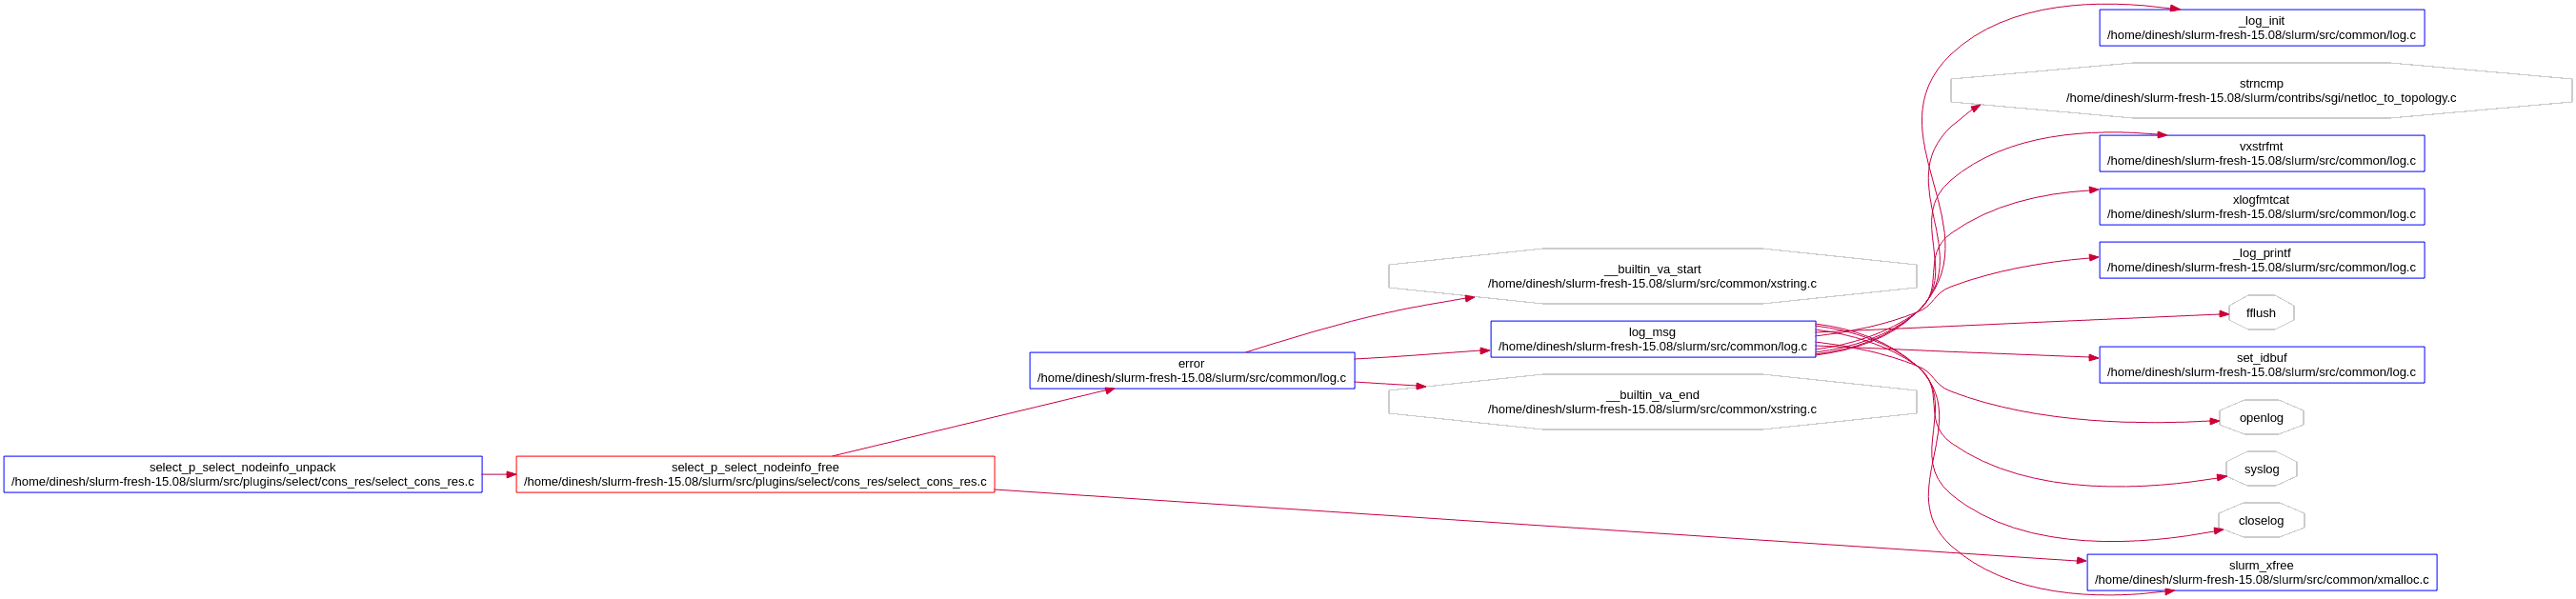 _log_init
/home/dinesh/slurm-fresh-15.08/slurm/src/common/log.c
strncmp
/home/dinesh/slurm-fresh-15.08/slurm/contribs/sgi/netloc_to_topology.c
vxstrfmt
/home/dinesh/slurm-fresh-15.08/slurm/src/common/log.c
xlogfmtcat
/home/dinesh/slurm-fresh-15.08/slurm/src/common/log.c
_log_printf
/home/dinesh/slurm-fresh-15.08/slurm/src/common/log.c
__builtin_va_start
/home/dinesh/slurm-fresh-15.08/slurm/src/common/xstring.c
fflush
log_msg
/home/dinesh/slurm-fresh-15.08/slurm/src/common/log.c
set_idbuf
/home/dinesh/slurm-fresh-15.08/slurm/src/common/log.c
error
/home/dinesh/slurm-fresh-15.08/slurm/src/common/log.c
__builtin_va_end
/home/dinesh/slurm-fresh-15.08/slurm/src/common/xstring.c
openlog
select_p_select_nodeinfo_unpack
/home/dinesh/slurm-fresh-15.08/slurm/src/plugins/select/cons_res/select_cons_res.c
select_p_select_nodeinfo_free
/home/dinesh/slurm-fresh-15.08/slurm/src/plugins/select/cons_res/select_cons_res.c
syslog
closelog
slurm_xfree
/home/dinesh/slurm-fresh-15.08/slurm/src/common/xmalloc.c